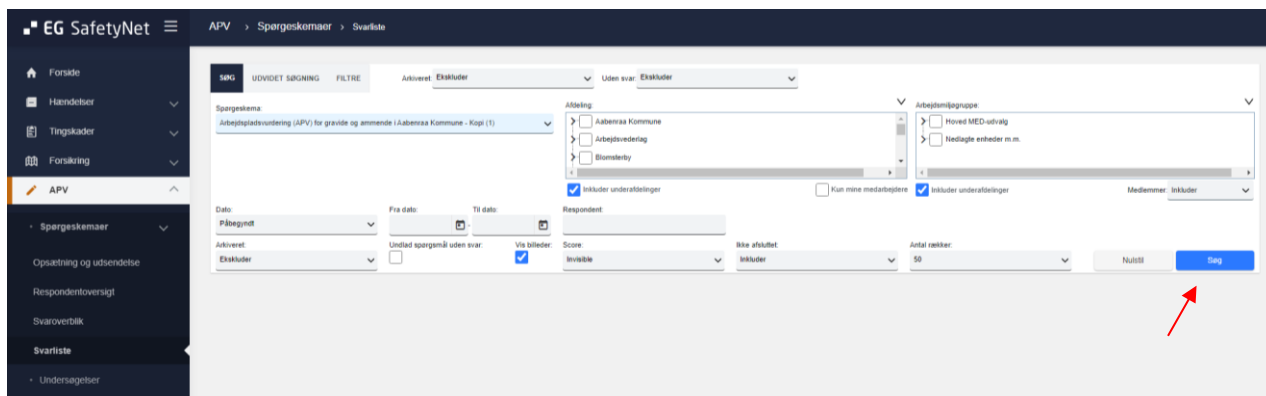 EG SafetyNet
APV > Spørgeskemaer > Svarliste
Forside
Hændelser
Tingskader
Forsikring
APV
Spørgeskemaer
Opsætning og udsendelse
Respondentoversigt
Svaroverblik
Svarliste
Undersøgelser
SØG UDVIDET SØGNING FILTRE Arkiveret: Ekskluder Uden svar: Ekskluder
Spørgeskema:
Arbejdspladsvurdering (APV) for gravide og ammende i Aabenraa Kommune - Kopi (1)
Afdeling:
Aabenraa Kommune
Arbejdsvederlag
Blomsterby
Inkluder underafdelinger Kun mine medarbejdere
Arbejdsmiljøgruppe:
Hoved MED-udvalg
Nedlagte enheder m.m.
Inkluder underafdelinger Medlemmer: Inkluder
Dato: Fra dato: Til dato: Respondent:
Påbegyndt -
Arkiveret: Undlad spørgsmål uden svar: Vis billeder: Score: Ikke afsluttet: Antal rækker:
Ekskluder Invisible Inkluder 50 Nulstil Søg